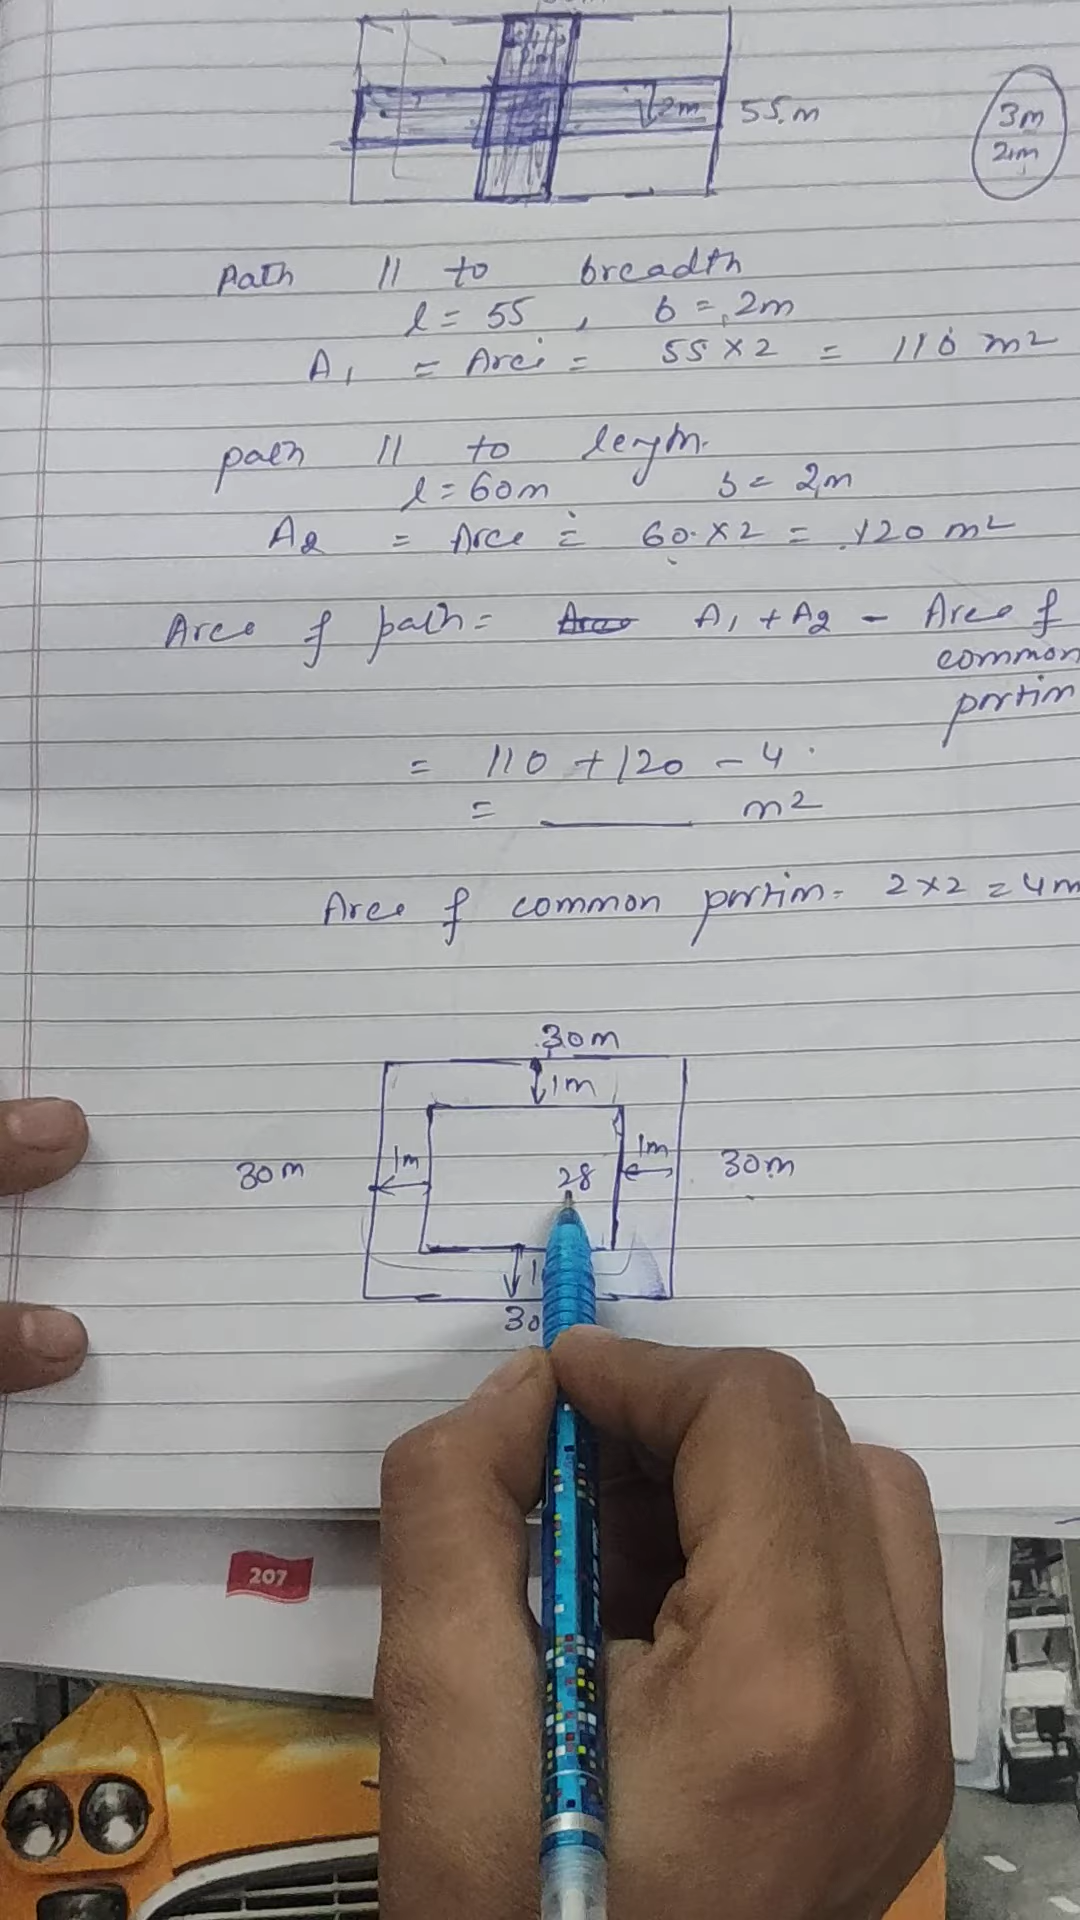 2m 55m
3m
2m
Path || to breadth
l = 55 , b = 2m
A1 = Area = 55 × 2 = 110 m²
path || to length
l = 60m b = 2m
A2 = Area = 60 × 2 = 120 m²
Area of path = A1 + A2 - Area of
common
portion
= 110 + 120 - 4
= ______ m²
Area of common portion = 2 × 2 = 4m
30m
1m
30m 1m 28 1m 30m
30
207